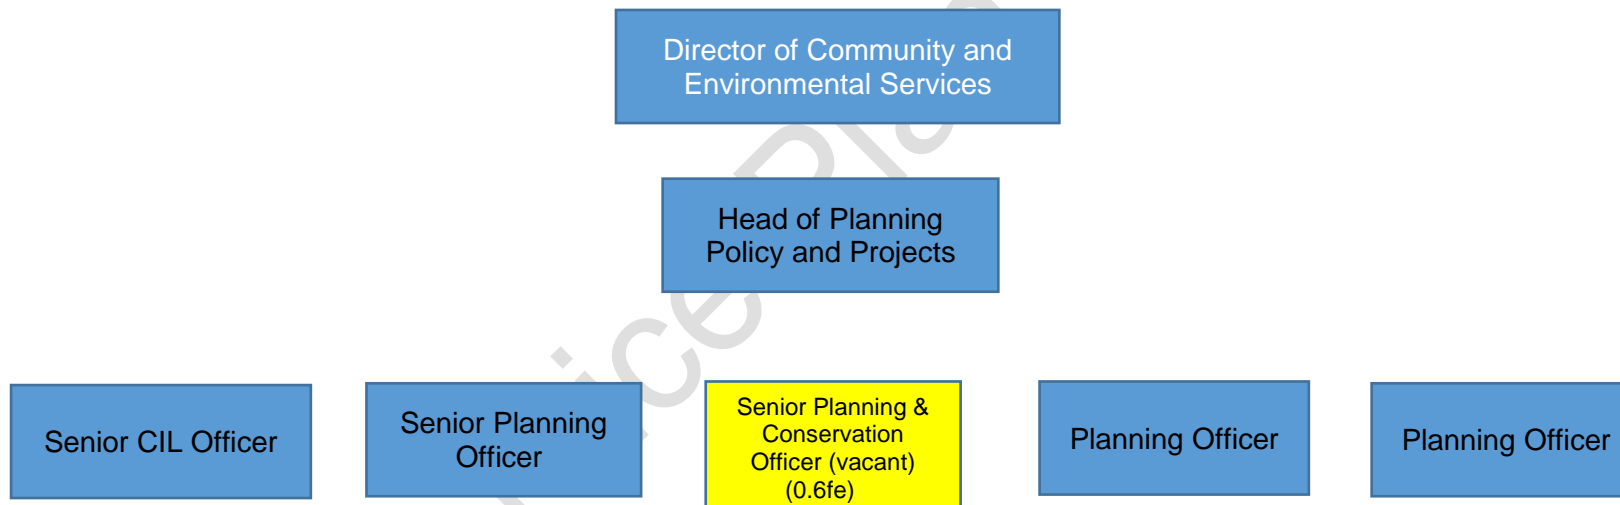 Director of Community and
Environmental Services
Head of Planning
Policy and Projects
Senior CIL Officer
Senior Planning
Officer
Senior Planning &
Conservation
Officer (vacant)
(0.6fe)
Planning Officer
Planning Officer